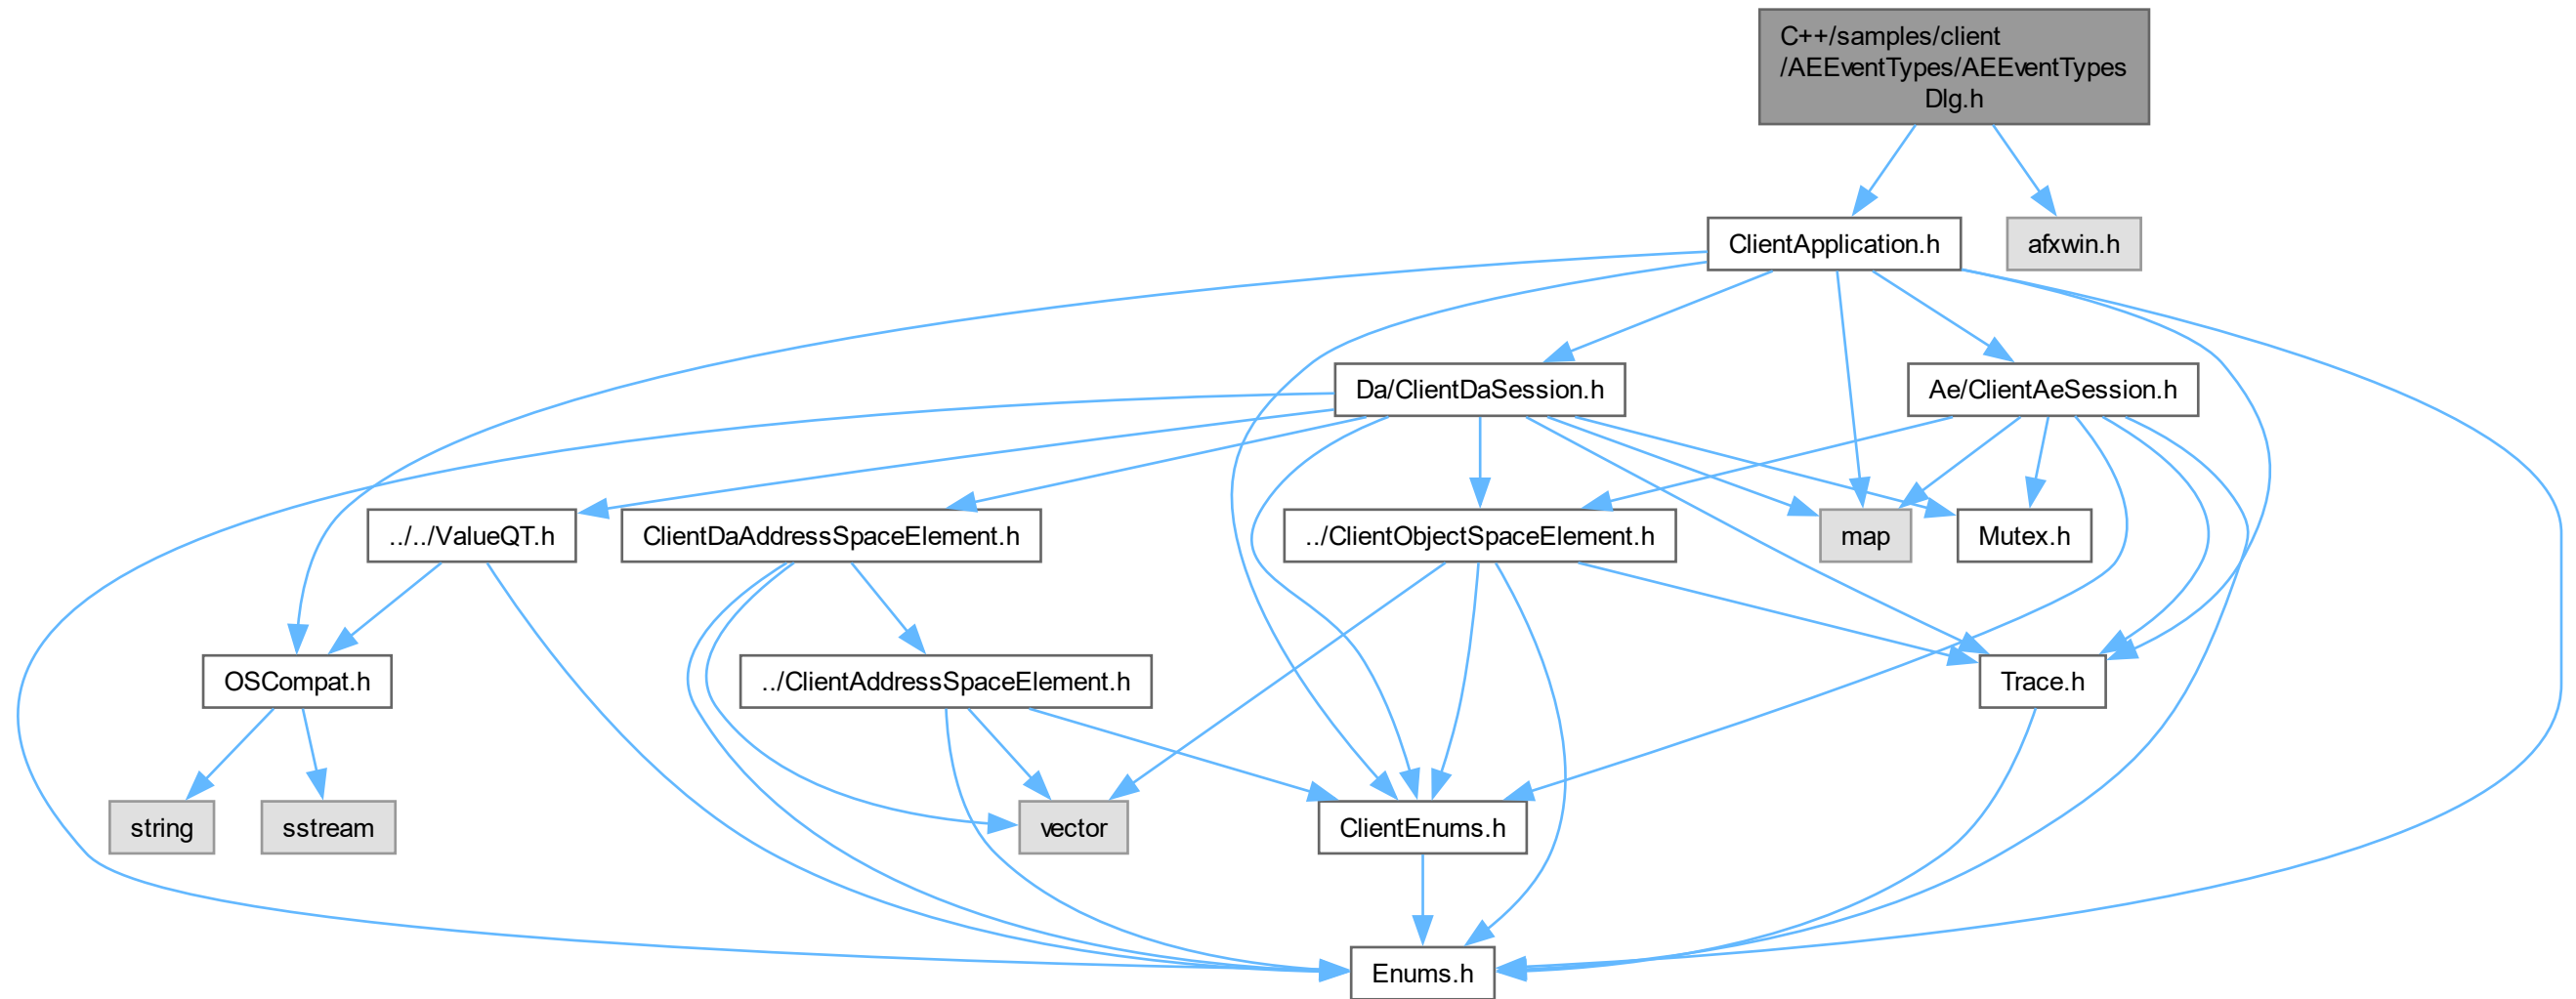 C++/samples/client
/AEEventTypes/AEEventTypes
Dlg.h
ClientApplication.h
afxwin.h
Da/ClientDaSession.h
Ae/ClientAeSession.h
../../ValueQT.h
ClientDaAddressSpaceElement.h
../ClientObjectSpaceElement.h
map
Mutex.h
OSCompat.h
../ClientAddressSpaceElement.h
Trace.h
string
sstream
vector
ClientEnums.h
Enums.h